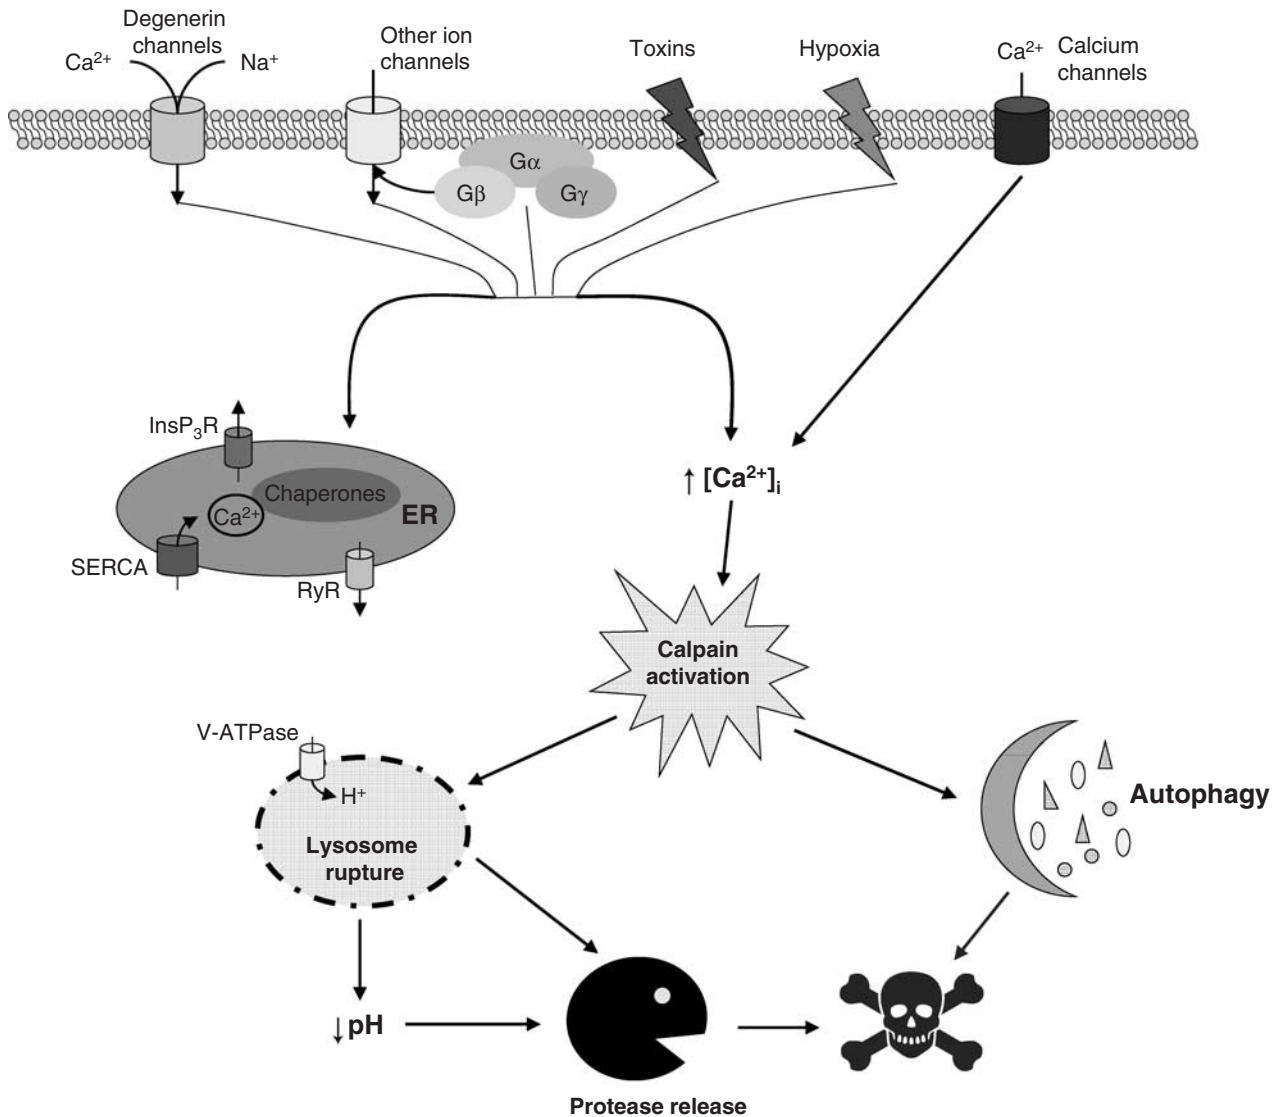 Degenerin
channels
Ca²⁺
Na⁺
Other ion
channels
Toxins
Hypoxia
Ca²⁺
Calcium
channels
Gα
Gβ
Gγ
InsP₃R
Chaperones
Ca²⁺
ER
SERCA
RyR
↑ [Ca²⁺]ᵢ
Calpain
activation
V-ATPase
H⁺
Lysosome
rupture
Autophagy
↓pH
Protease release